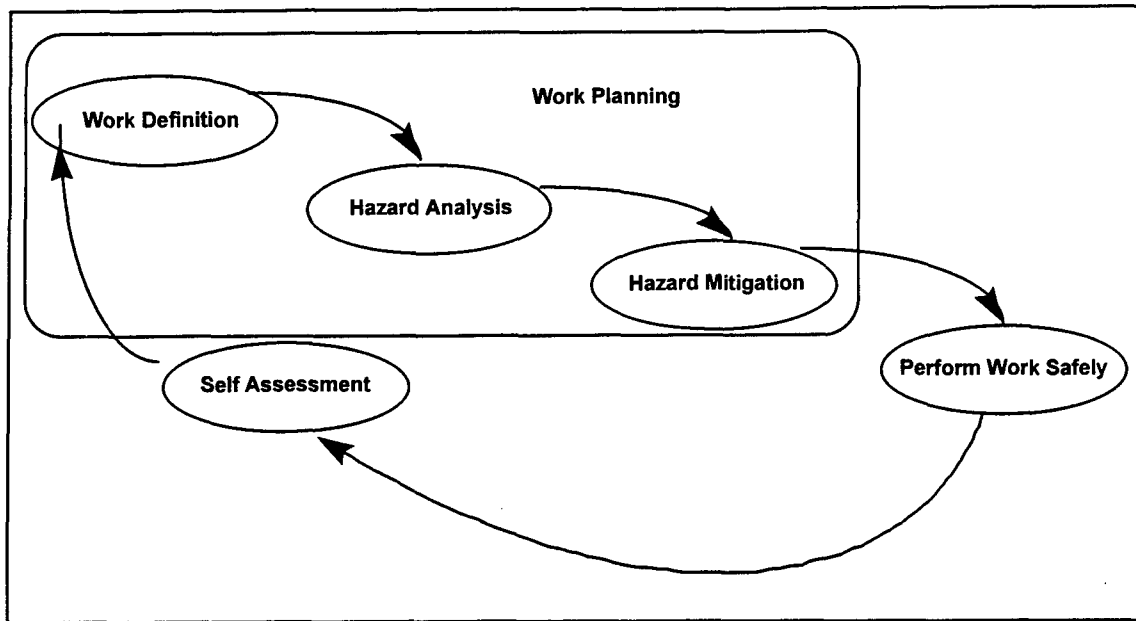 Work Planning
Work Definition
Hazard Analysis
Hazard Mitigation
Perform Work Safely
Self Assessment